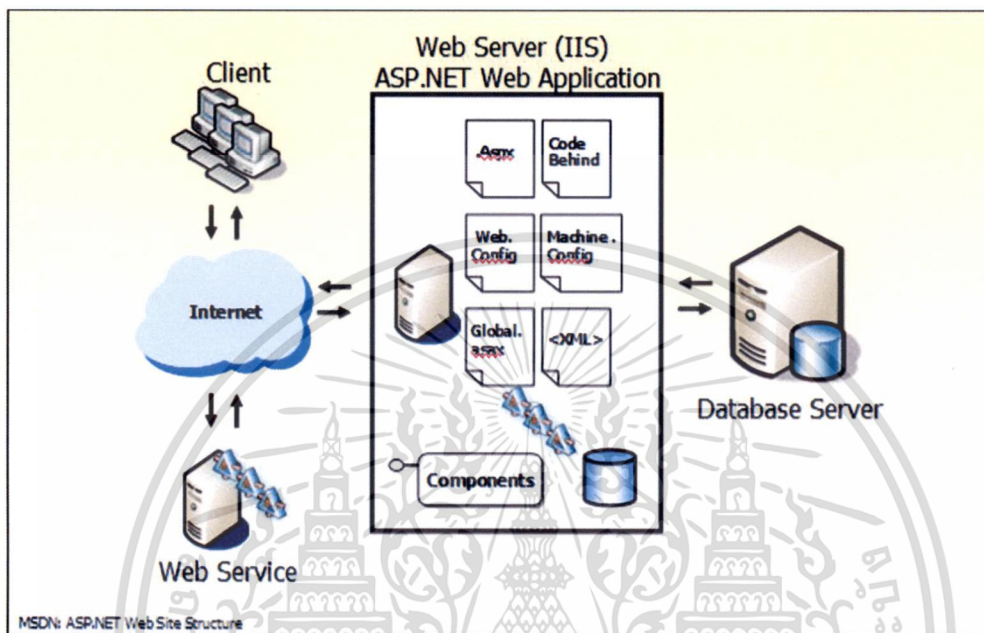 Web Server (IIS)
ASP.NET Web Application
Client
.Aspx
Code
Behind
Web.
Config
Machine.
Config
Internet
Global.
asax
<XML>
Database Server
Components
Web Service
MSDN: ASP.NET Web Site Structure